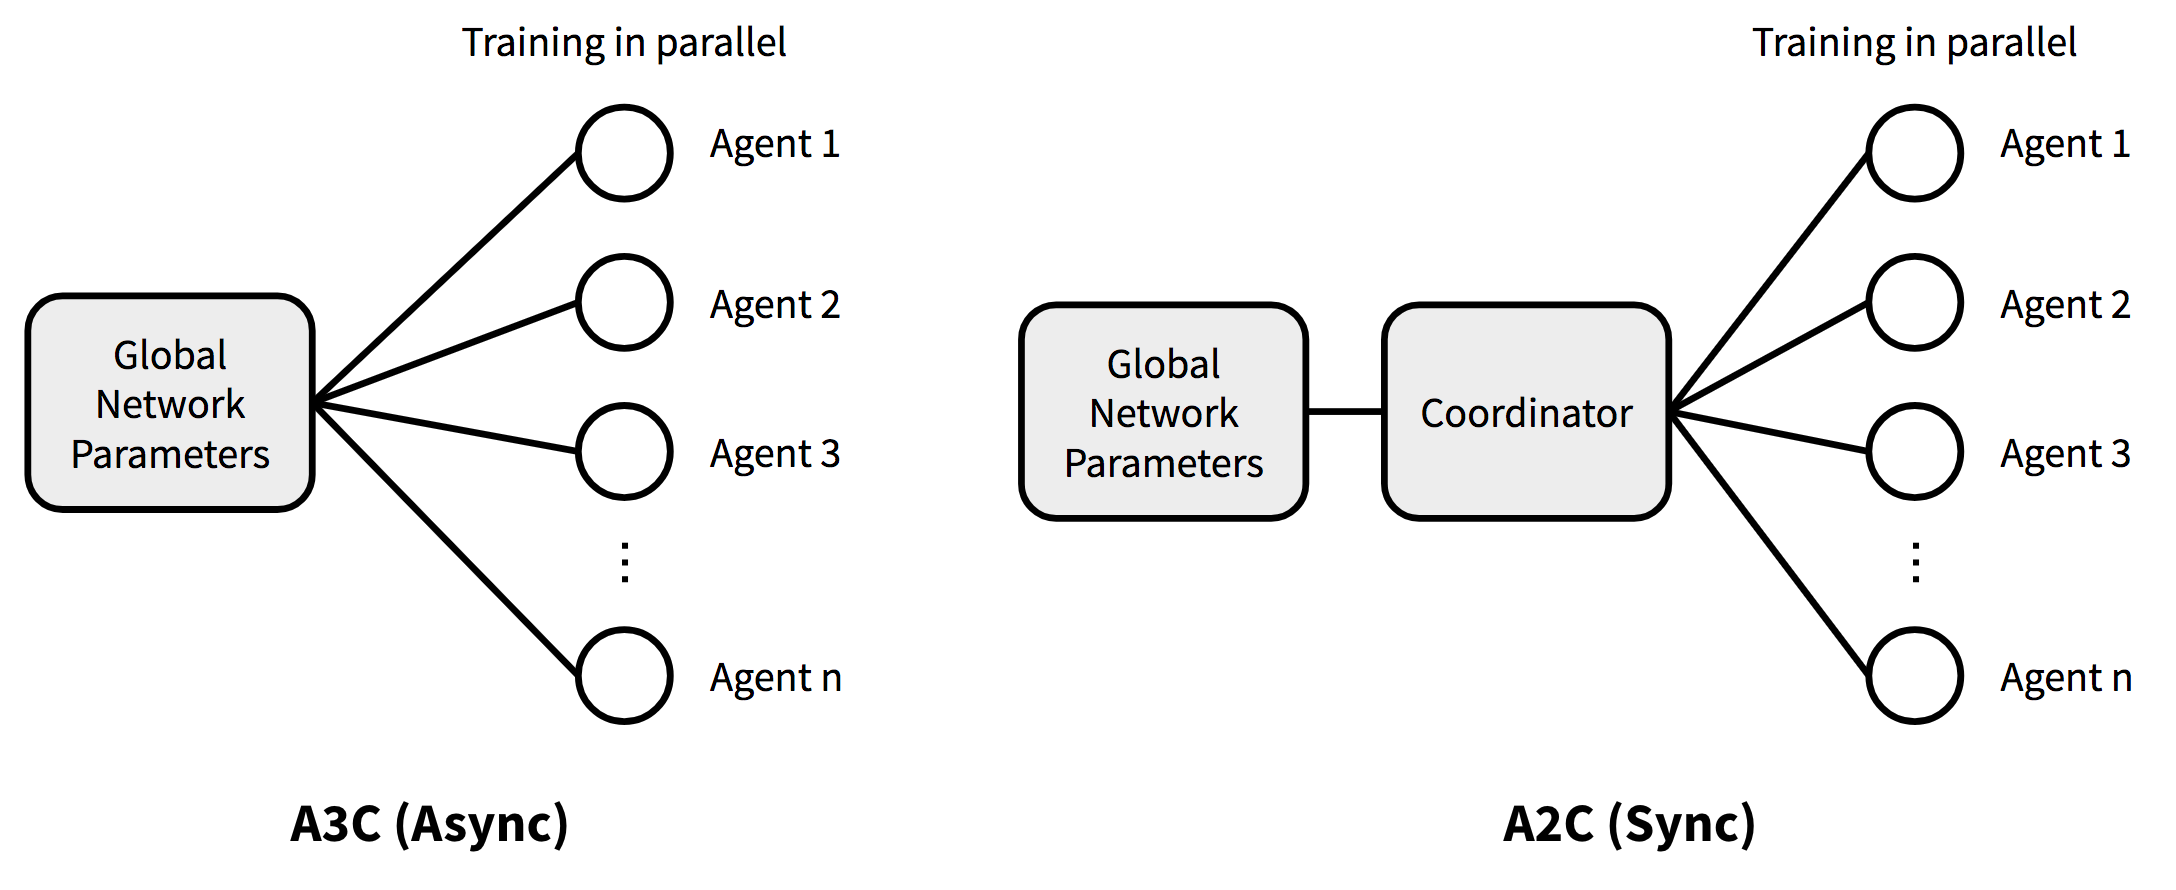 Training in parallel
Agent 1
Agent 2
Agent 3
Agent n
Global
Network
Parameters
A3C (Async)
Training in parallel
Agent 1
Agent 2
Agent 3
Agent n
Global
Network
Parameters
Coordinator
A2C (Sync)